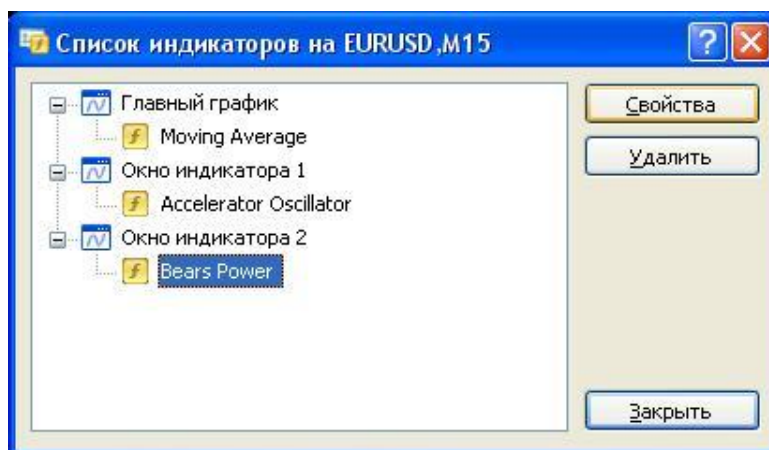 Список индикаторов на EURUSD,M15
Главный график
Свойства
Moving Average
Удалить
Окно индикатора 1
Accelerator Oscillator
Окно индикатора 2
Bears Power
Закрыть